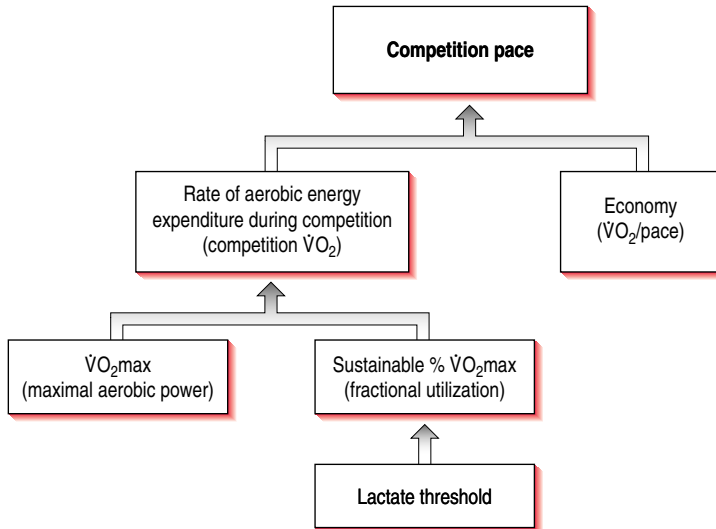 Competition pace
Rate of aerobic energy
expenditure during competition
(competition V̇O₂)
Economy
(V̇O₂/pace)
V̇O₂max
(maximal aerobic power)
Sustainable % V̇O₂max
(fractional utilization)
Lactate threshold